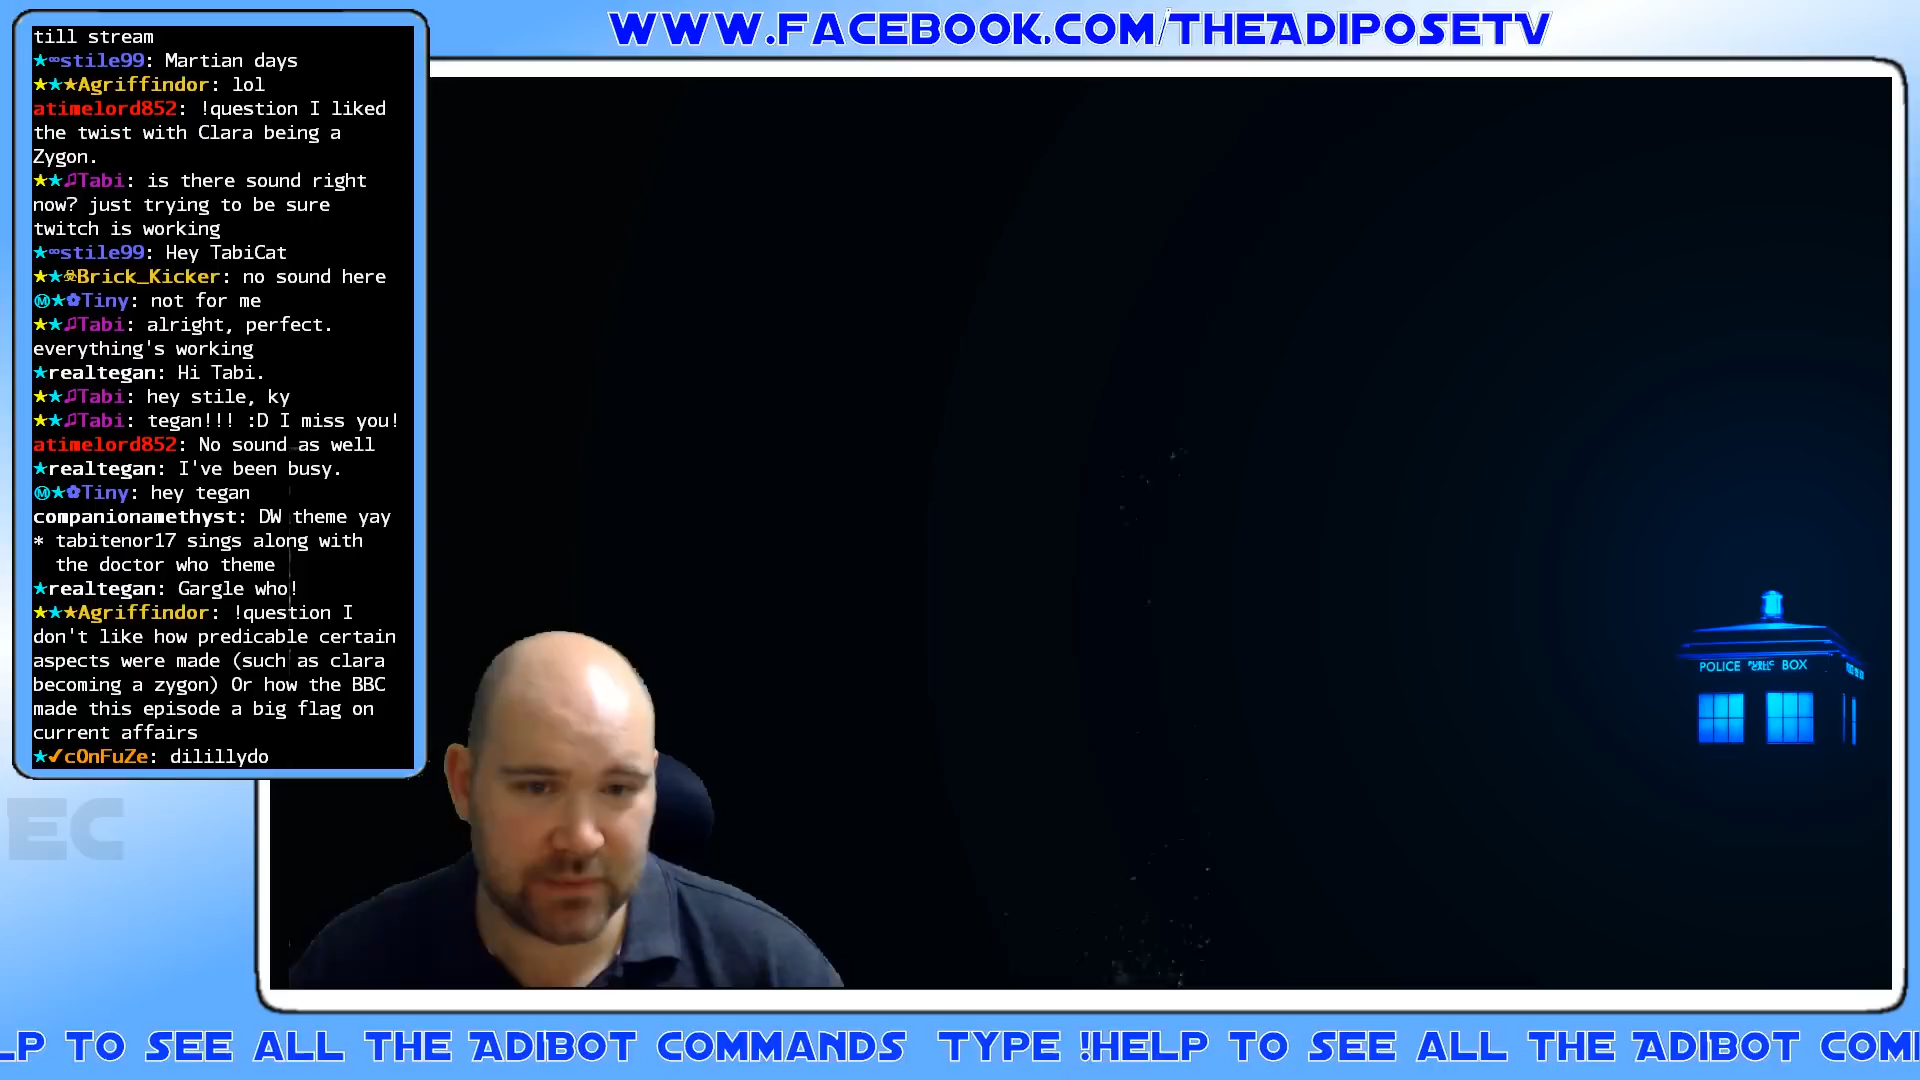 WWW.FACEBOOK.COM/THEADIPOSETV
till stream
★∞stile99: Martian days
★★★Agriffindor: lol
atimelord852: !question I liked
the twist with Clara being a
Zygon.
★★♫Tabi: is there sound right
now? just trying to be sure
twitch is working
★∞stile99: Hey TabiCat
★★☣Brick_Kicker: no sound here
Ⓜ★✿Tiny: not for me
★★♫Tabi: alright, perfect.
everything's working
★realtegan: Hi Tabi.
★★♫Tabi: hey stile, ky
★★♫Tabi: tegan!!! :D I miss you!
atimelord852: No sound as well
★realtegan: I've been busy.
Ⓜ★✿Tiny: hey tegan
companionamethyst: DW theme yay
* tabitenor17 sings along with
the doctor who theme
★realtegan: Gargle who!
★★★Agriffindor: !question I
don't like how predicable certain
aspects were made (such as clara
becoming a zygon) Or how the BBC
made this episode a big flag on
current affairs
★✓cOnFuZe: dilillydo
POLICE PUBLIC CALL BOX
EC
LP TO SEE ALL THE ADIBOT COMMANDS TYPE !HELP TO SEE ALL THE ADIBOT COM